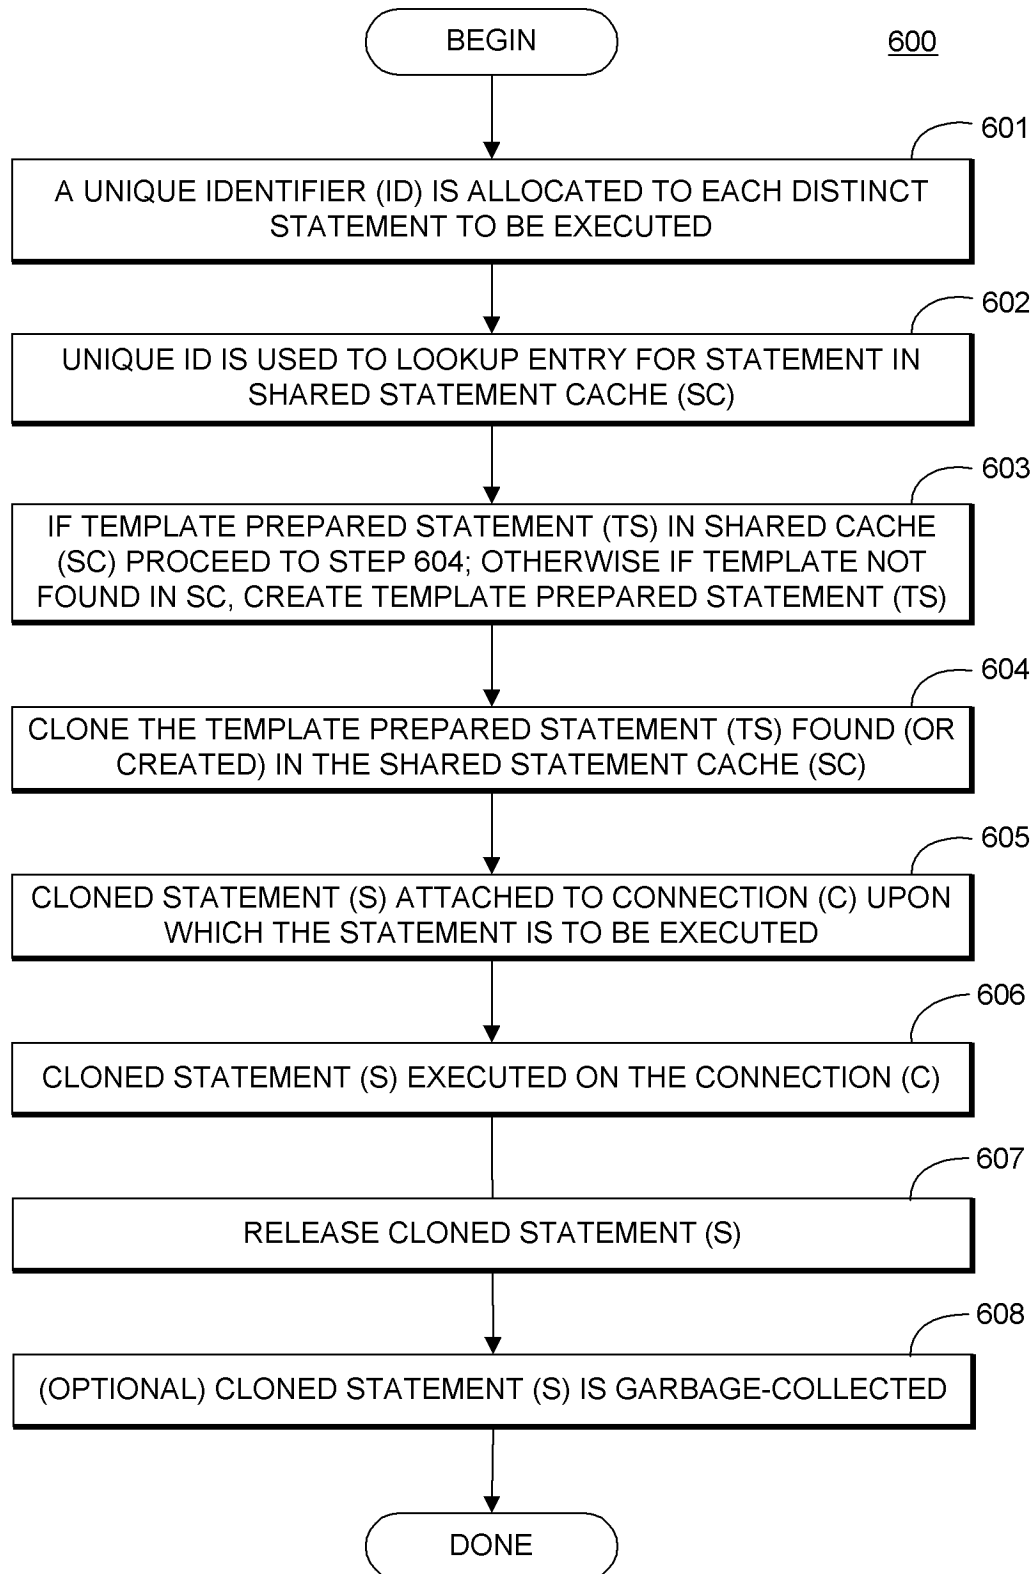 BEGIN
600
601
A UNIQUE IDENTIFIER (ID) IS ALLOCATED TO EACH DISTINCT
STATEMENT TO BE EXECUTED
602
UNIQUE ID IS USED TO LOOKUP ENTRY FOR STATEMENT IN
SHARED STATEMENT CACHE (SC)
603
IF TEMPLATE PREPARED STATEMENT (TS) IN SHARED CACHE
(SC) PROCEED TO STEP 604; OTHERWISE IF TEMPLATE NOT
FOUND IN SC, CREATE TEMPLATE PREPARED STATEMENT (TS)
604
CLONE THE TEMPLATE PREPARED STATEMENT (TS) FOUND (OR
CREATED) IN THE SHARED STATEMENT CACHE (SC)
605
CLONED STATEMENT (S) ATTACHED TO CONNECTION (C) UPON
WHICH THE STATEMENT IS TO BE EXECUTED
606
CLONED STATEMENT (S) EXECUTED ON THE CONNECTION (C)
607
RELEASE CLONED STATEMENT (S)
608
(OPTIONAL) CLONED STATEMENT (S) IS GARBAGE-COLLECTED
DONE